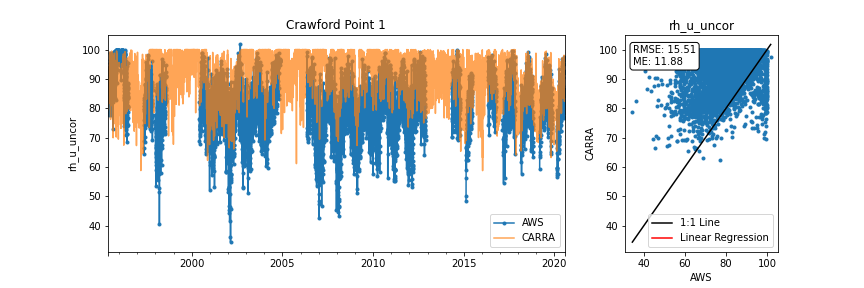 Crawford Point 1
rh_u_uncor
100
90
80
70
60
50
40
rh_u_uncor
AWS
CARRA
2000
2005
2010
2015
2020
rh_u_uncor
RMSE: 15.51
ME: 11.88
100
90
80
70
60
50
40
CARRA
1:1 Line
Linear Regression
40
60
80
100
AWS